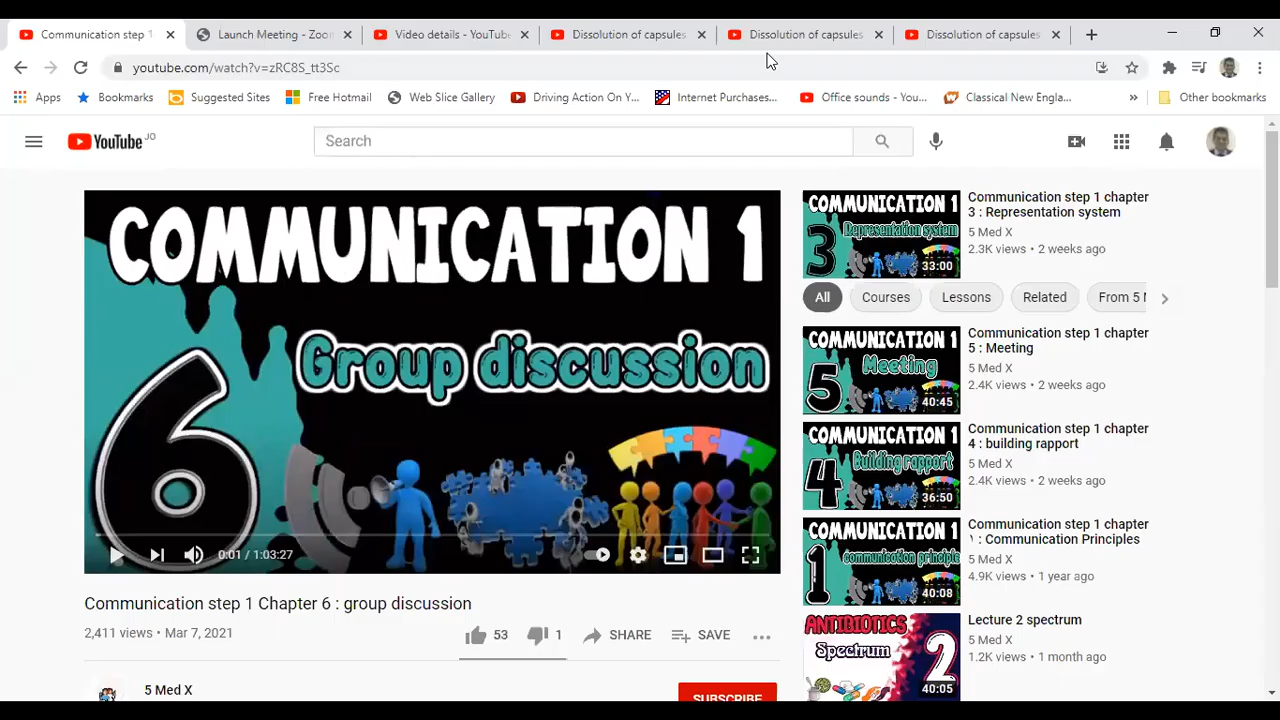 Communication step 1
Launch Meeting - Zoo
Video details - YouTube
Dissolution of capsules
Dissolution of capsules
Dissolution of capsules
youtube.com/watch?v=zRC8S_tt3Sc
Apps
Bookmarks
Suggested Sites
Free Hotmail
Web Slice Gallery
Driving Action On Y...
Internet Purchases...
Office sounds - You...
Classical New Engla...
»
Other bookmarks
YouTube JO
Search
COMMUNICATION 1
Group discussion
6
0:01 / 1:03:27
Communication step 1 Chapter 6 : group discussion
2,411 views • Mar 7, 2021
53
1
SHARE
SAVE
5 Med X
SUBSCRIBE
COMMUNICATION 1
3
Representation system
33:00
Communication step 1 chapter
3 : Representation system
5 Med X
2.3K views • 2 weeks ago
All
Courses
Lessons
Related
From 5 M
COMMUNICATION 1
5
Meeting
40:45
Communication step 1 chapter
5 : Meeting
5 Med X
2.4K views • 2 weeks ago
COMMUNICATION 1
4
Building rapport
36:50
Communication step 1 chapter
4 : building rapport
5 Med X
2.4K views • 2 weeks ago
COMMUNICATION 1
1
communication principle
40:08
Communication step 1 chapter
١ : Communication Principles
5 Med X
4.9K views • 1 year ago
ANTIBIOTICS
Spectrum
2
40:05
Lecture 2 spectrum
5 Med X
1.2K views • 1 month ago